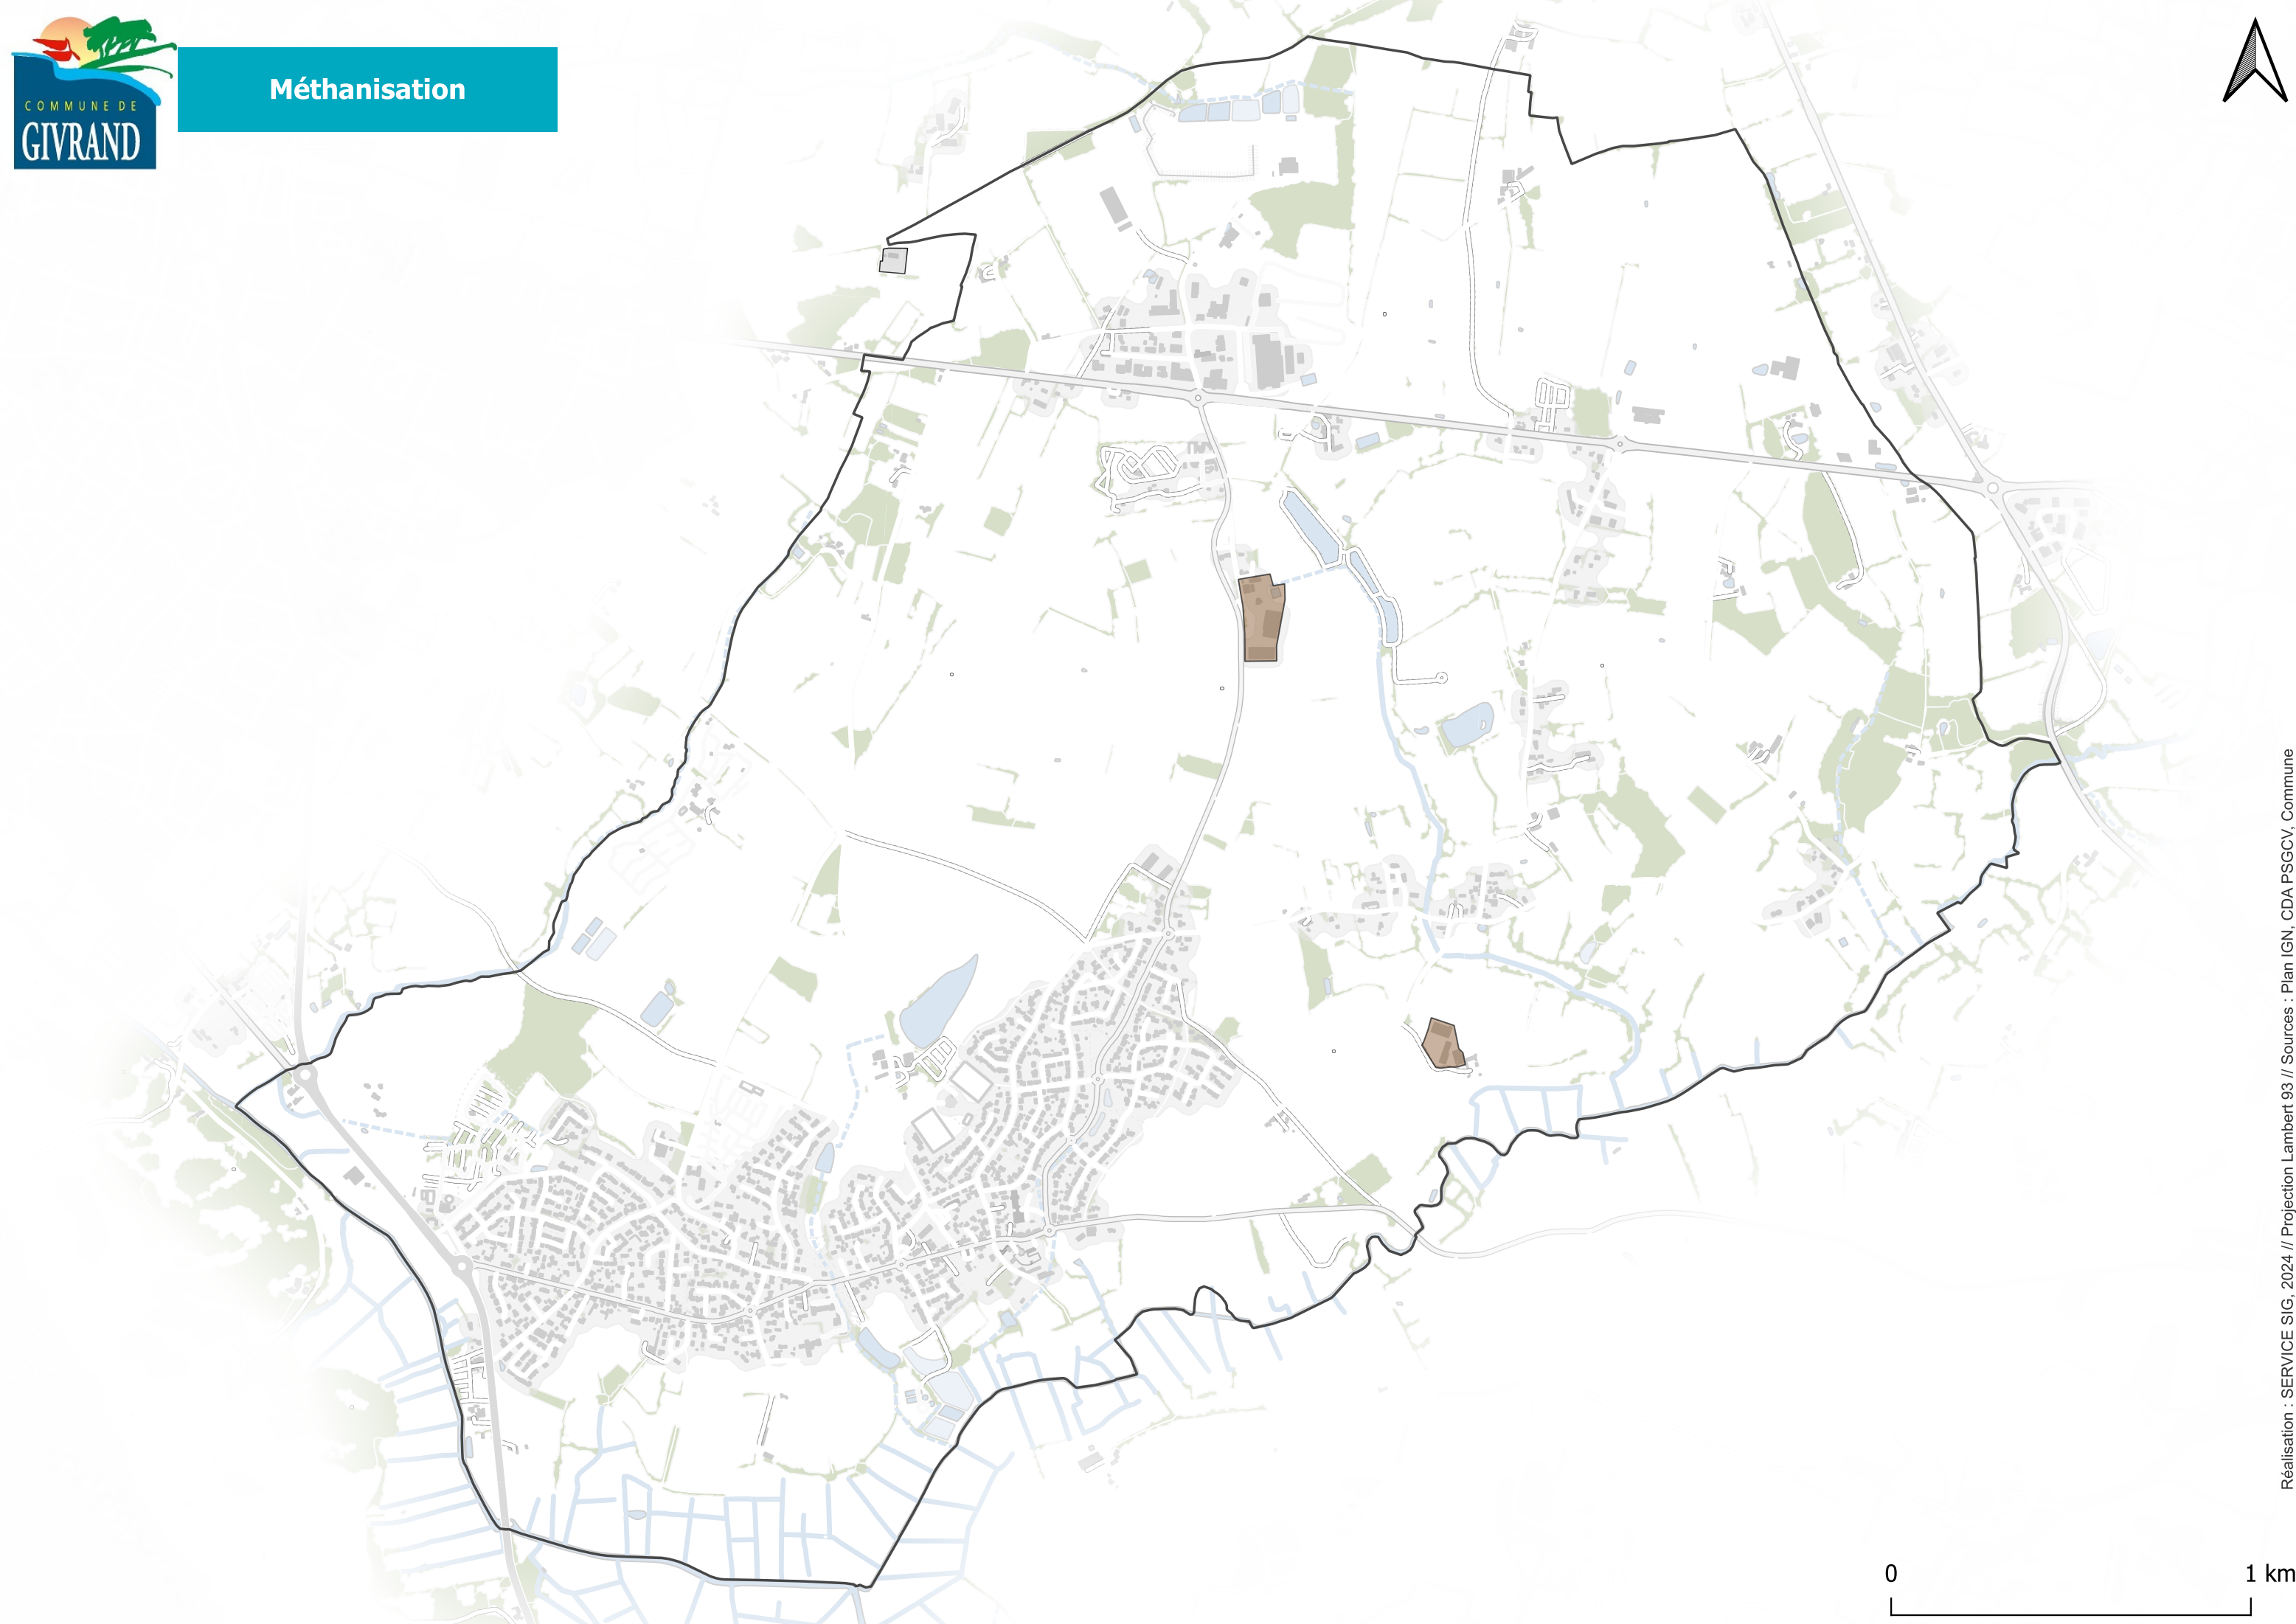 COMMUNE DE
GIVRAND
Méthanisation
Réalisation : SERVICE SIG, 2024 // Projection Lambert 93 // Sources : Plan IGN, CDA PSGCV, Commune
0 1 km